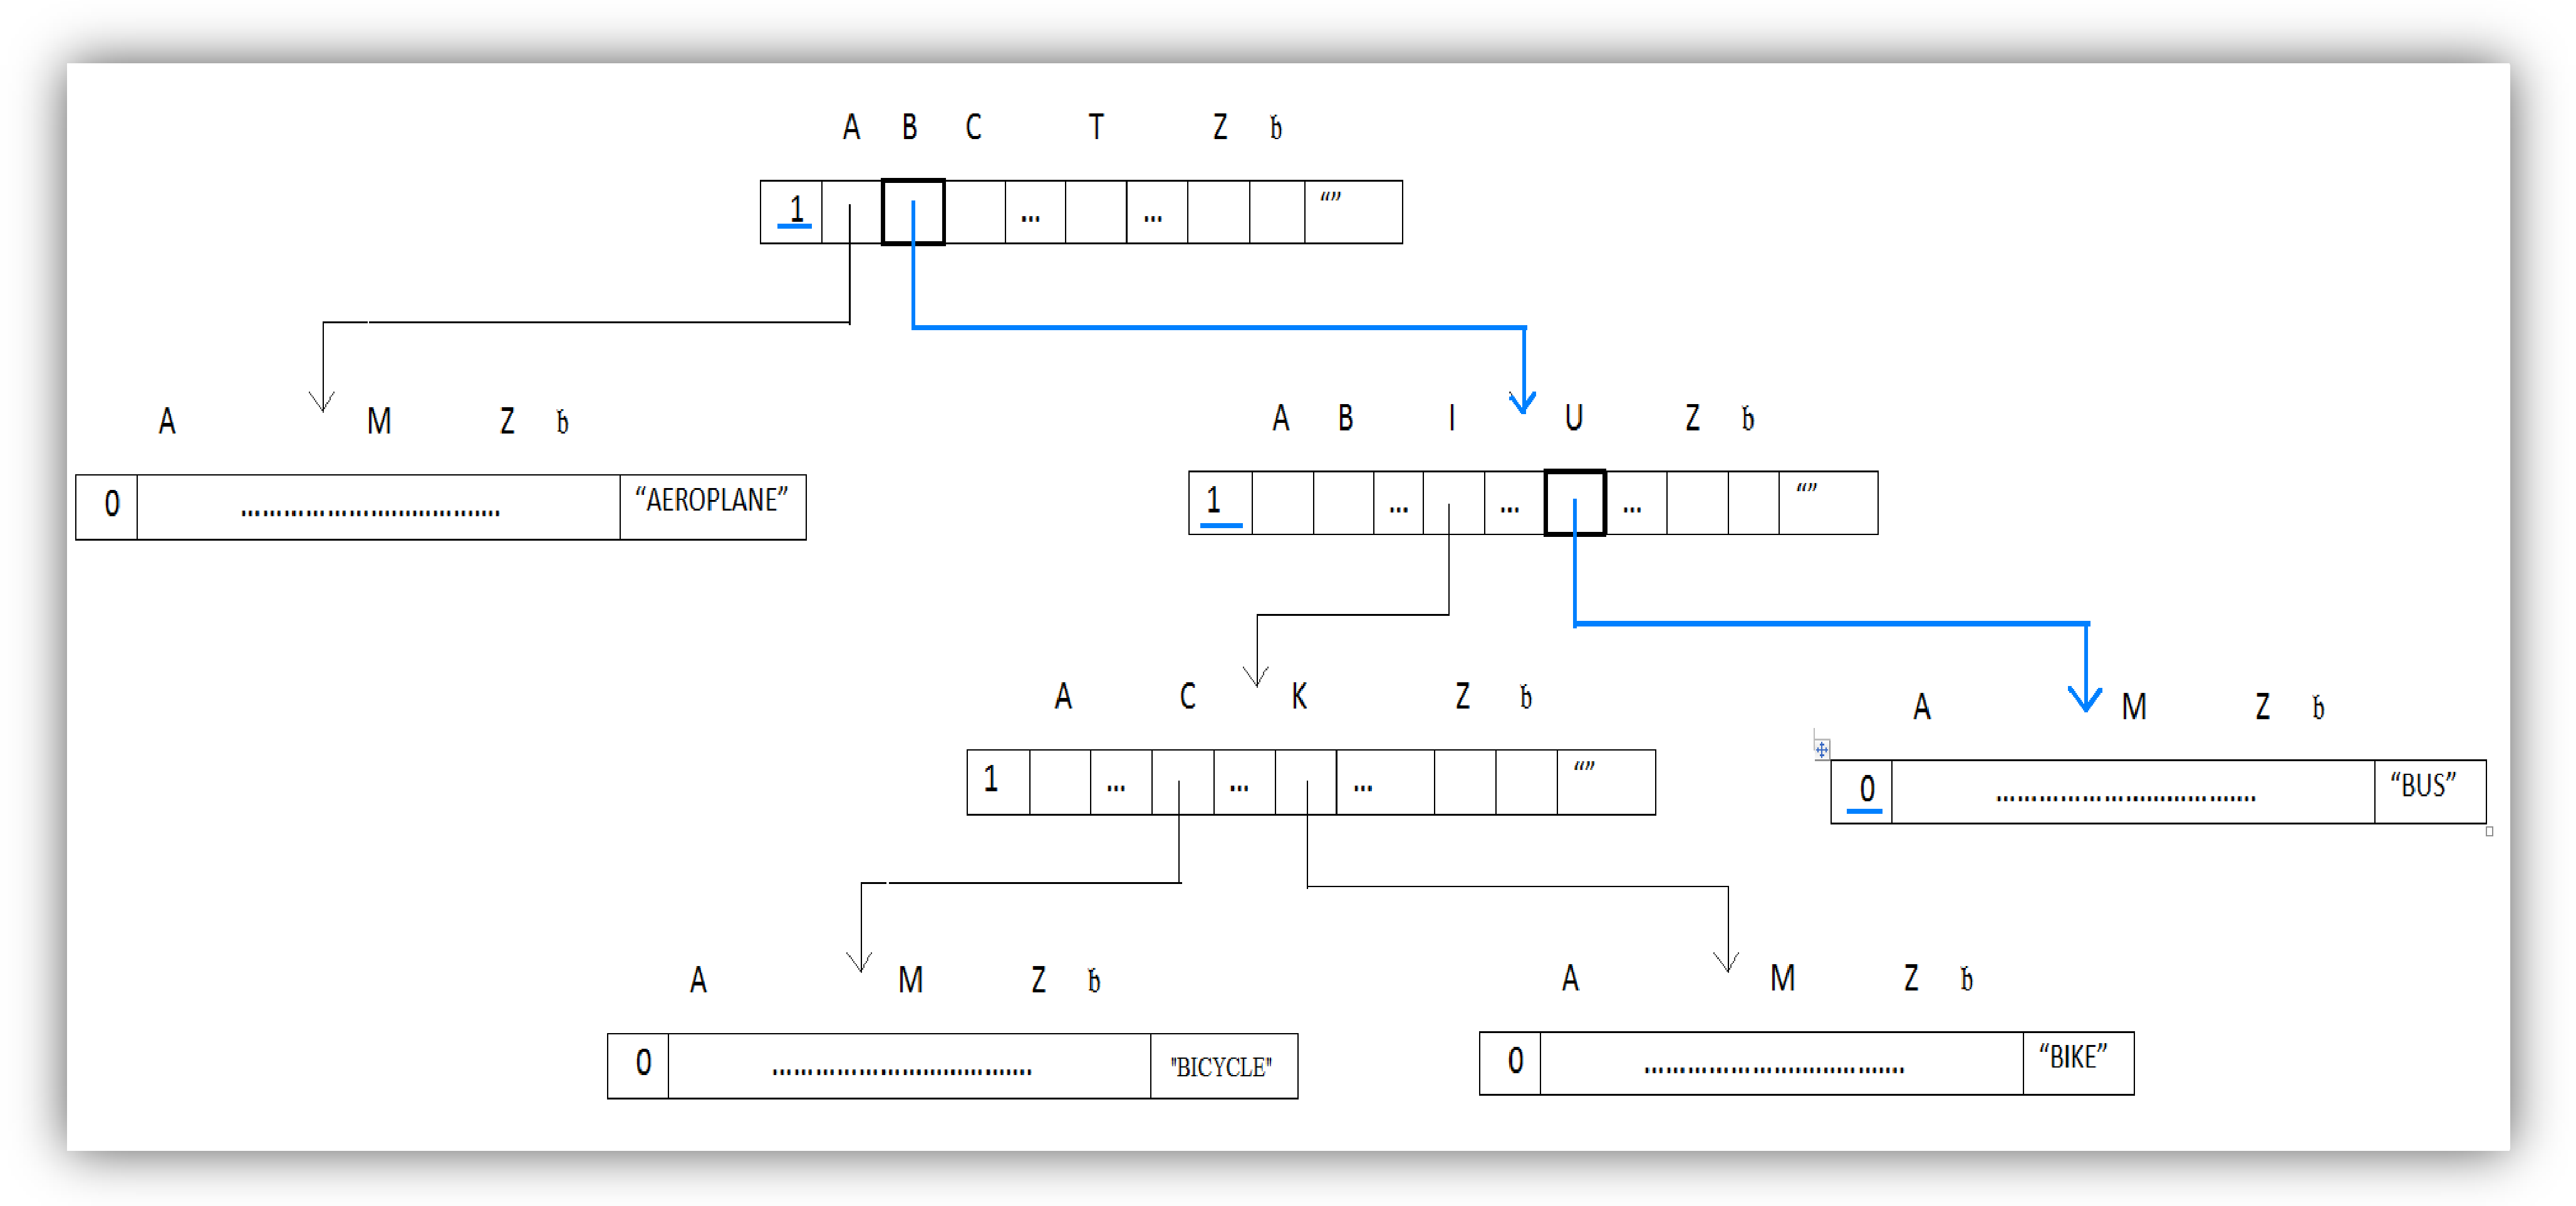 A B C T Z 𝔟
1 ... ... “”
A M Z 𝔟
0 ........................................ “AEROPLANE”
A B I U Z 𝔟
1 ... ... ... “”
A C K Z 𝔟
1 ... ... ... “”
A M Z 𝔟
0 ........................................ “BUS”
A M Z 𝔟
0 ........................................ "BICYCLE"
A M Z 𝔟
0 ........................................ “BIKE”